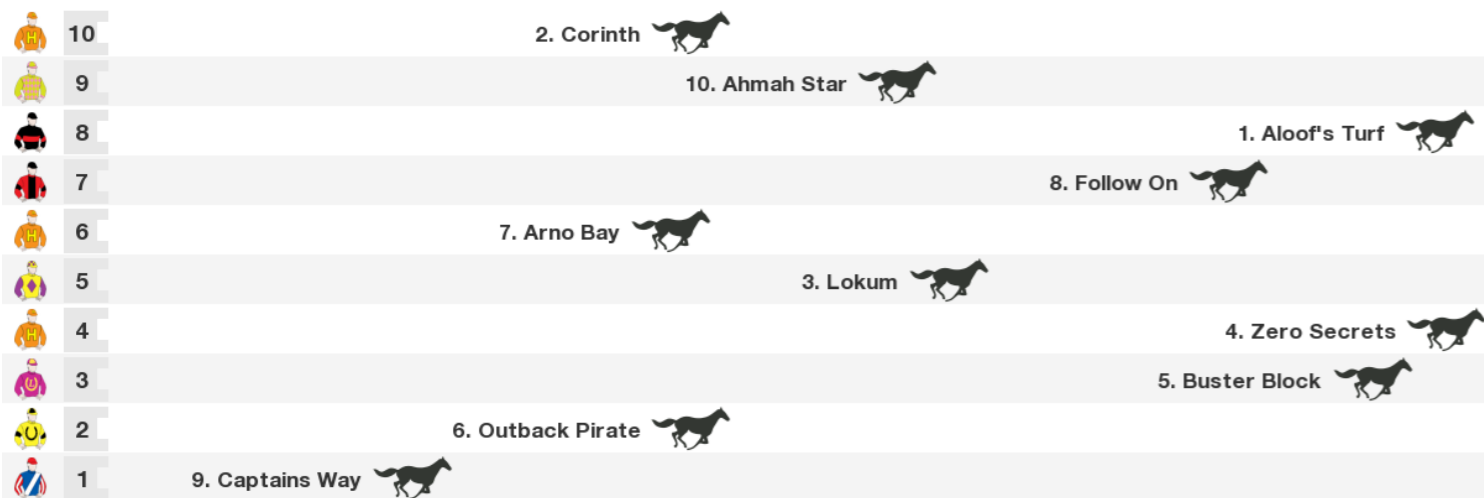 H 10 2. Corinth
9 10. Ahmah Star
8 1. Aloof's Turf
7 8. Follow On
H 6 7. Arno Bay
5 3. Lokum
H 4 4. Zero Secrets
3 5. Buster Block
2 6. Outback Pirate
1 9. Captains Way